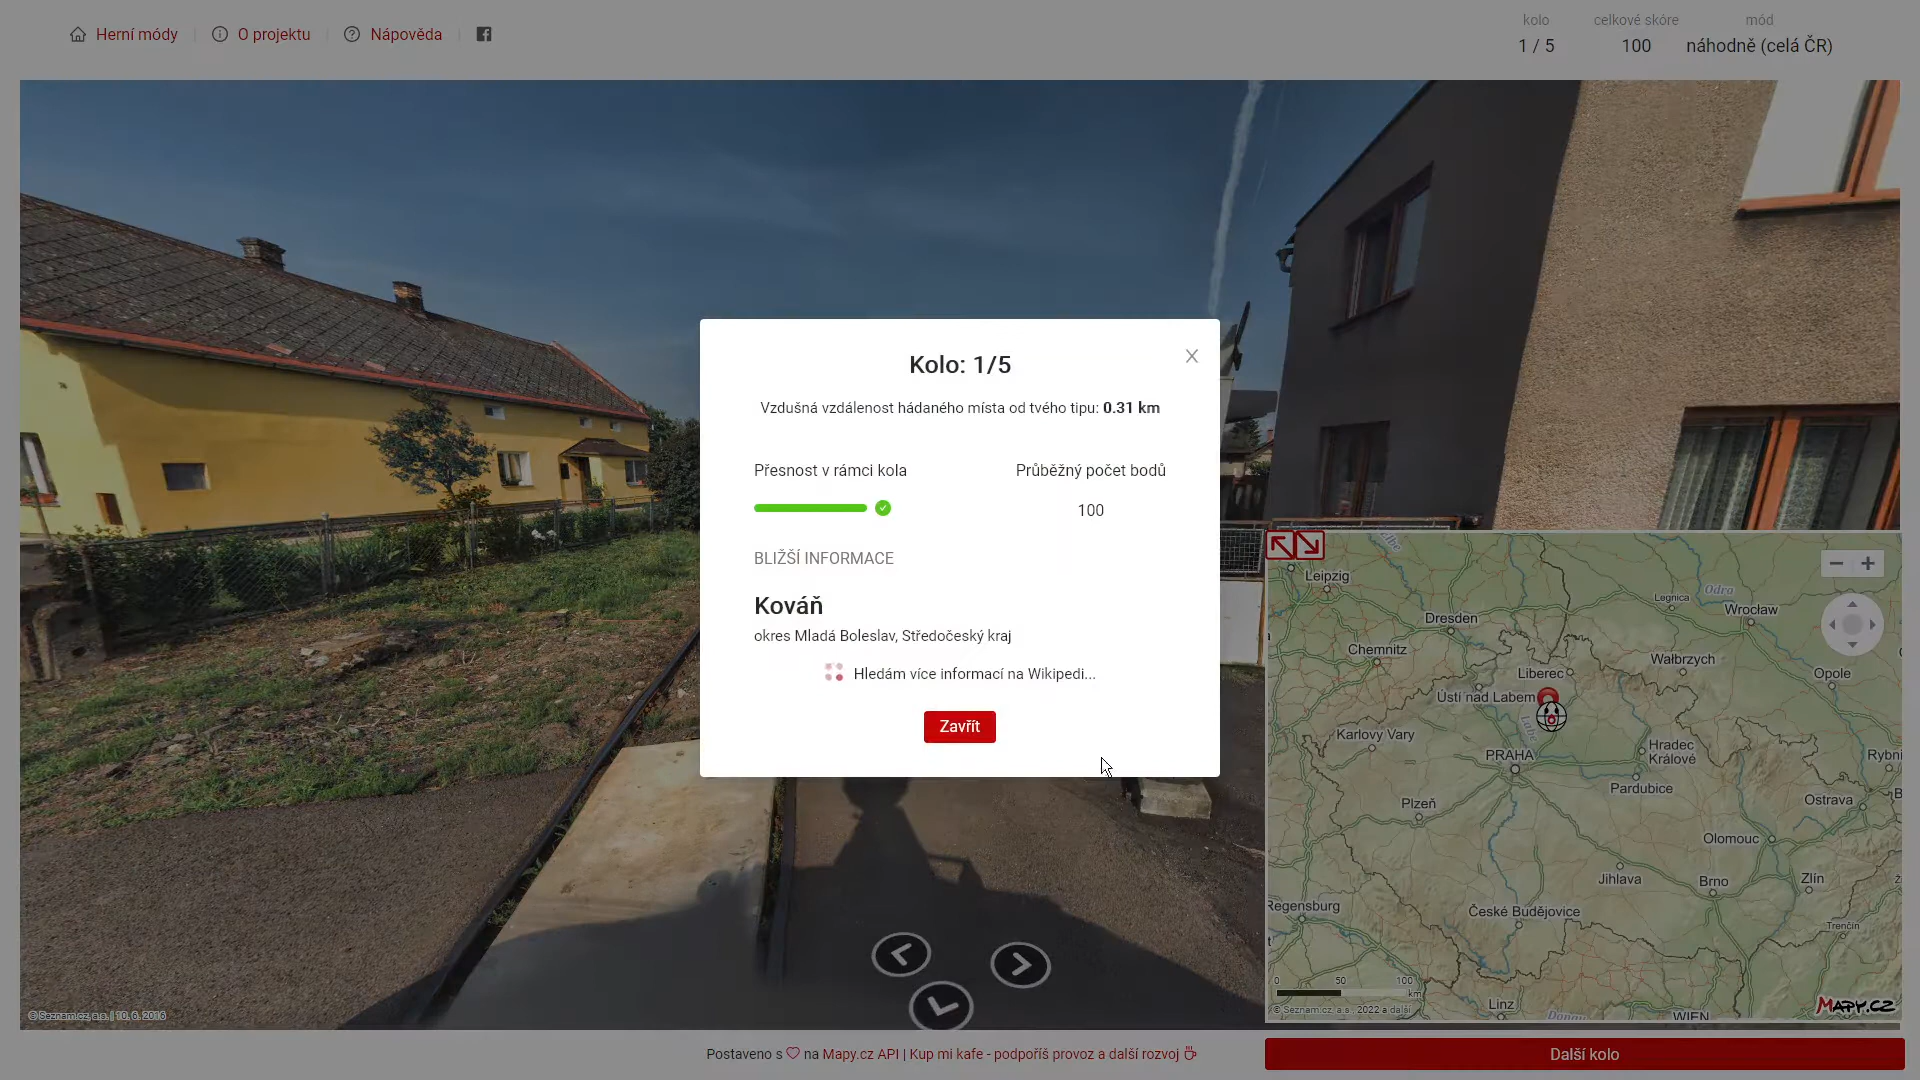 Herní módy
O projektu
Nápověda
kolo
1 / 5
celkové skóre
100
mód
náhodně (celá ČR)
Kolo: 1/5
Vzdušná vzdálenost hádaného místa od tvého tipu: 0.31 km
Přesnost v rámci kola
Průběžný počet bodů
100
BLIŽŠÍ INFORMACE
Kováň
okres Mladá Boleslav, Středočeský kraj
Hledám více informací na Wikipedi...
Zavřít
Leipzig
Dresden
Legnica
Odra
Wrocław
Chemnitz
Liberec
Wałbrzych
Opole
Ústí nad Labem
Labe
Karlovy Vary
PRAHA
Hradec
Králové
Rybni
Pardubice
Plzeň
Ostrava
Olomouc
Jihlava
Brno
Zlín
Regensburg
České Budějovice
Trenčín
0 50 100
km
Linz
Donau
WIEN
© Seznam.cz, a.s., 2022 a další
Mapy.cz
© Seznam.cz, a.s. | 10. 6. 2016
Postaveno s na Mapy.cz API | Kup mi kafe - podpoříš provoz a další rozvoj
Další kolo